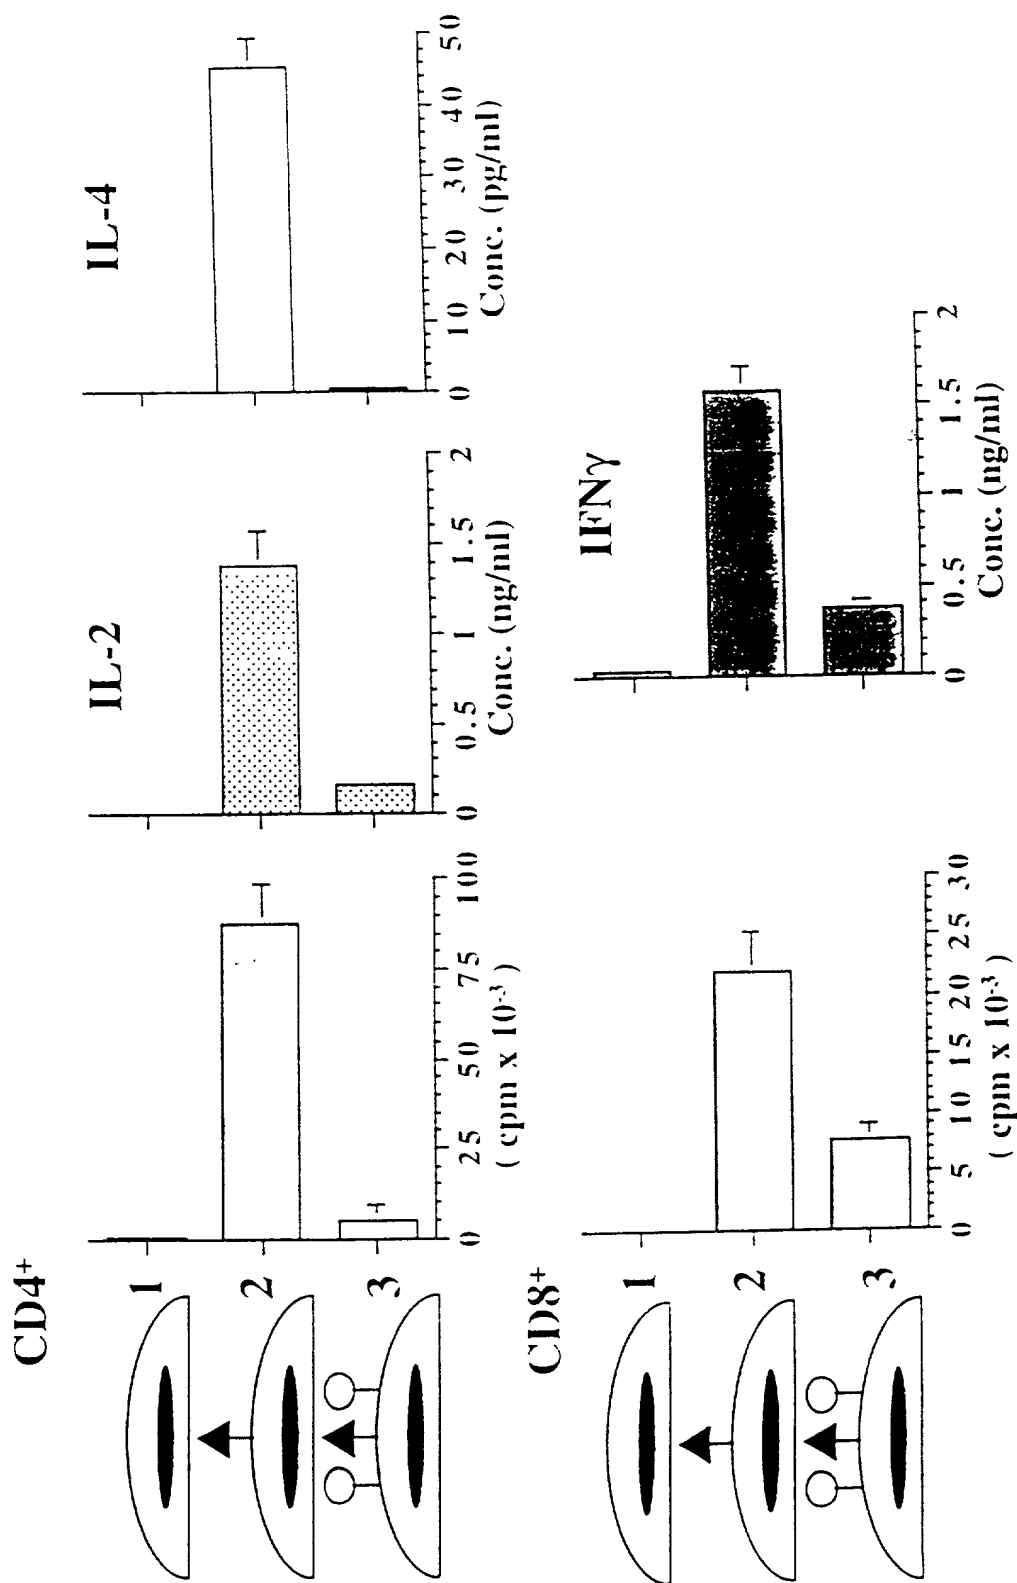 CD4+
1
2
3
0 25 50 75 100
( cpm x 10-3 )
IL-2
0 0.5 1 1.5 2
Conc. (ng/ml)
IL-4
0 10 20 30 40 50
Conc. (pg/ml)
CD8+
1
2
3
0 5 10 15 20 25 30
( cpm x 10-3 )
IFNγ
0 0.5 1 1.5 2
Conc. (ng/ml)